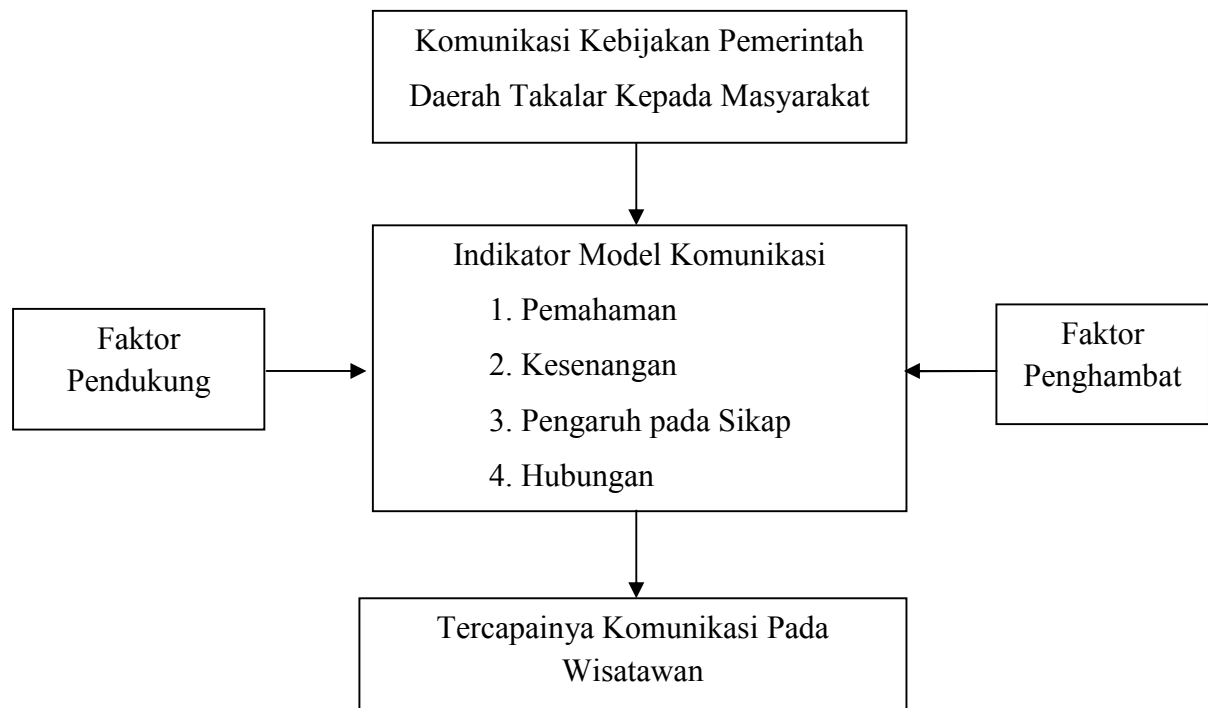 Komunikasi Kebijakan Pemerintah
Daerah Takalar Kepada Masyarakat
Indikator Model Komunikasi
1. Pemahaman
2. Kesenangan
3. Pengaruh pada Sikap
4. Hubungan
Faktor
Pendukung
Faktor
Penghambat
Tercapainya Komunikasi Pada
Wisatawan